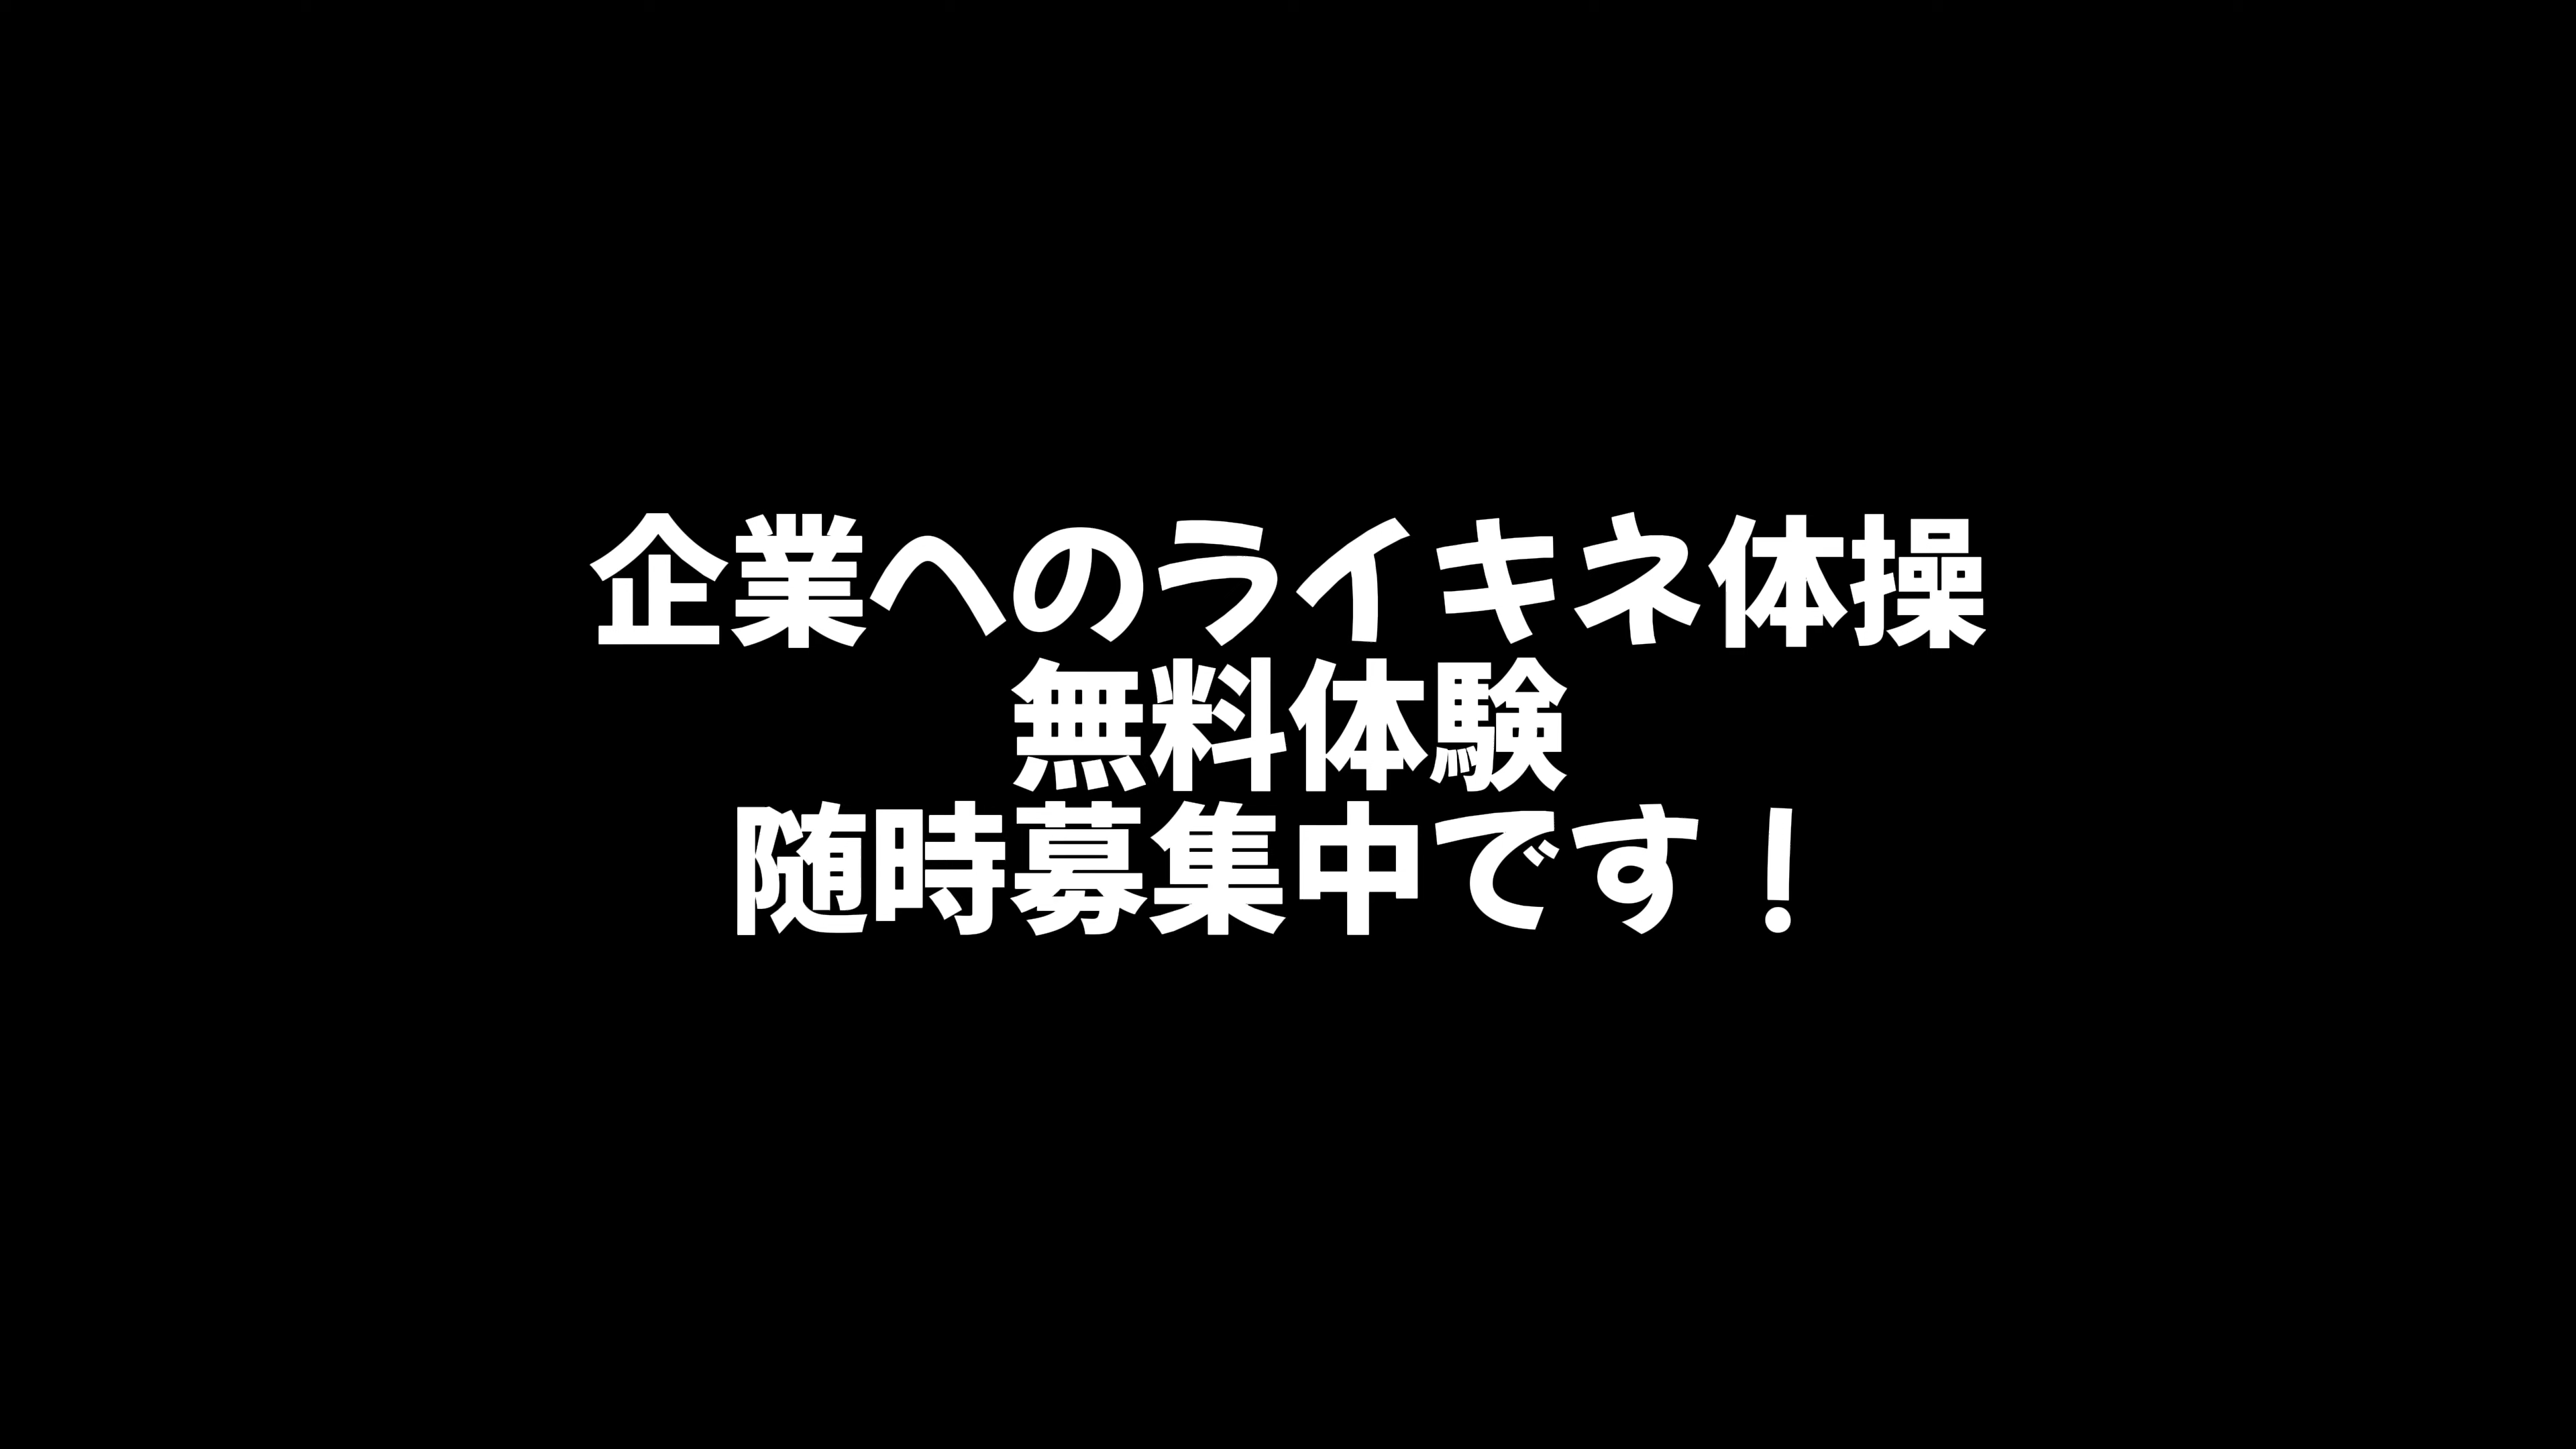 企業へのライキネ体操
無料体験
随時募集中です！